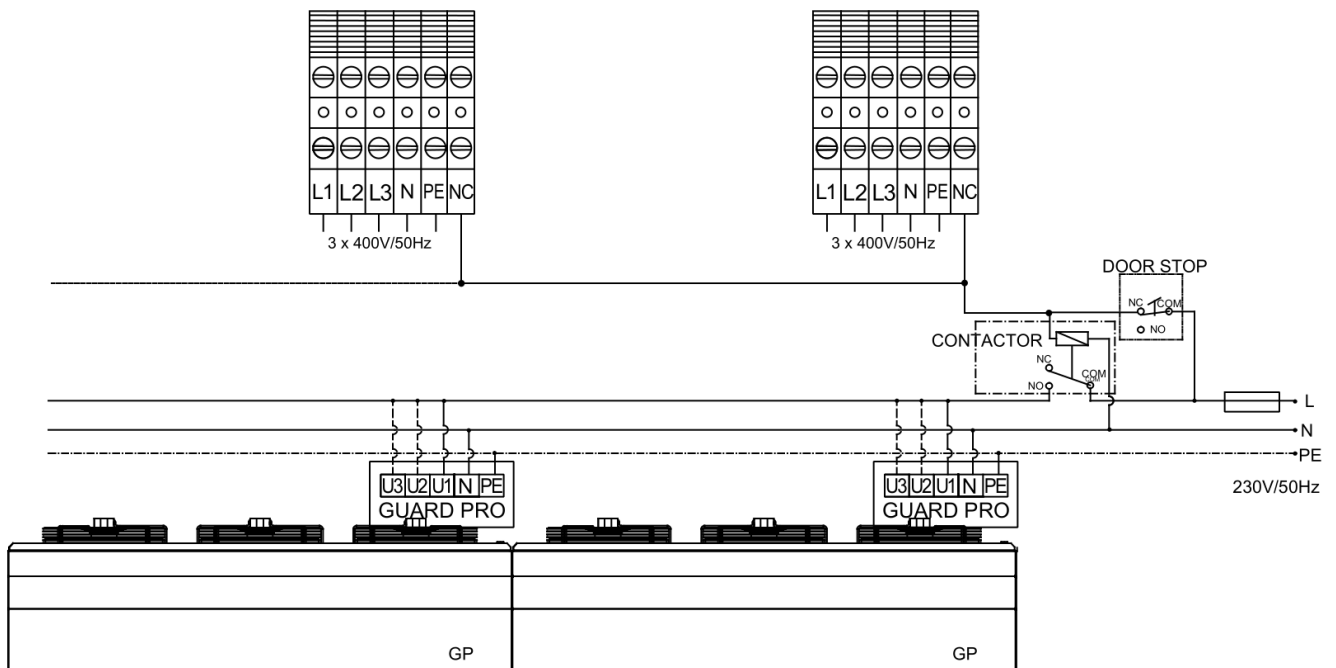 L1 L2 L3 N PE NC
L1 L2 L3 N PE NC
3 x 400V/50Hz
3 x 400V/50Hz
DOOR STOP
NC COM
NO
CONTACTOR
NC
COM
COM
NO
L
N
PE
230V/50Hz
U3 U2 U1 N PE
GUARD PRO
U3 U2 U1 N PE
GUARD PRO
GP
GP